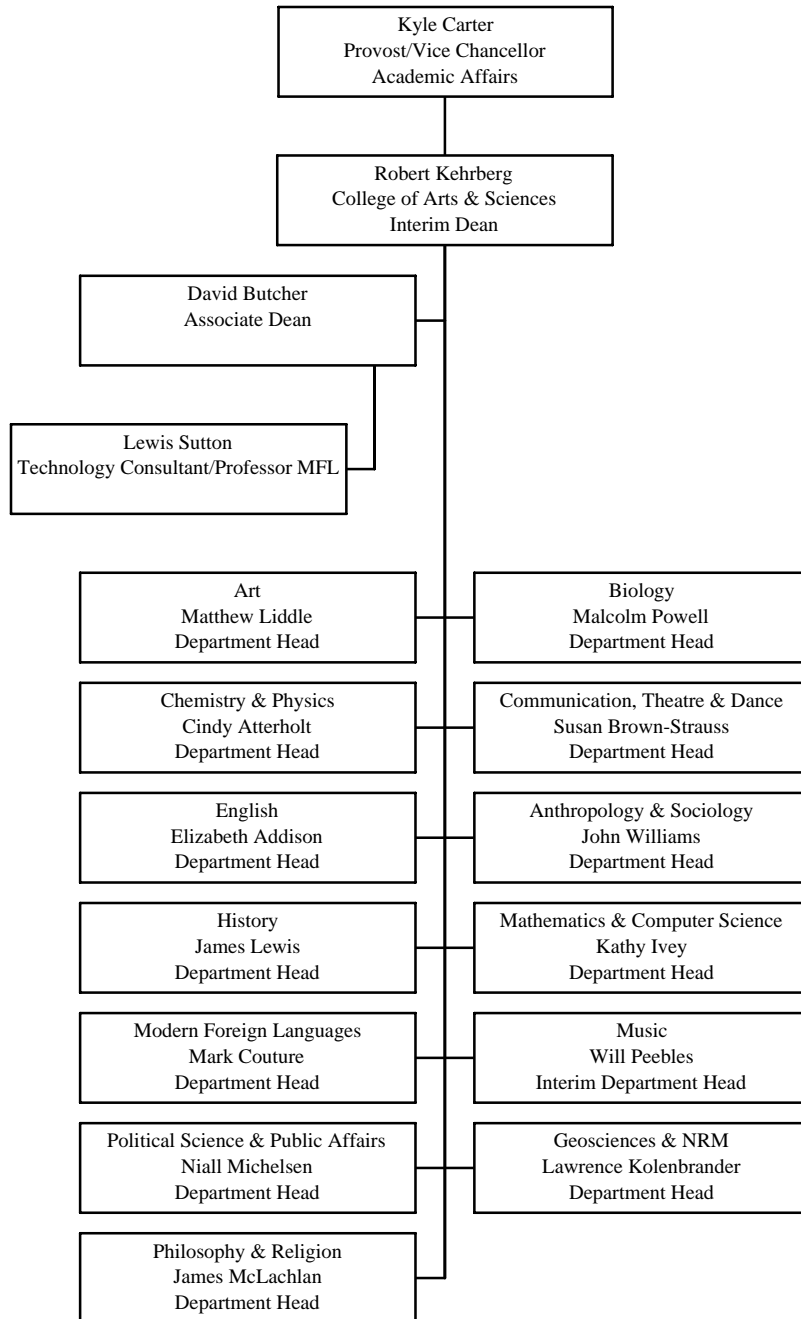 Kyle Carter
Provost/Vice Chancellor
Academic Affairs
Robert Kehrberg
College of Arts & Sciences
Interim Dean
David Butcher
Associate Dean
Lewis Sutton
Technology Consultant/Professor MFL
Art
Matthew Liddle
Department Head
Biology
Malcolm Powell
Department Head
Chemistry & Physics
Cindy Atterholt
Department Head
Communication, Theatre & Dance
Susan Brown-Strauss
Department Head
English
Elizabeth Addison
Department Head
Anthropology & Sociology
John Williams
Department Head
History
James Lewis
Department Head
Mathematics & Computer Science
Kathy Ivey
Department Head
Modern Foreign Languages
Mark Couture
Department Head
Music
Will Peebles
Interim Department Head
Political Science & Public Affairs
Niall Michelsen
Department Head
Geosciences & NRM
Lawrence Kolenbrander
Department Head
Philosophy & Religion
James McLachlan
Department Head